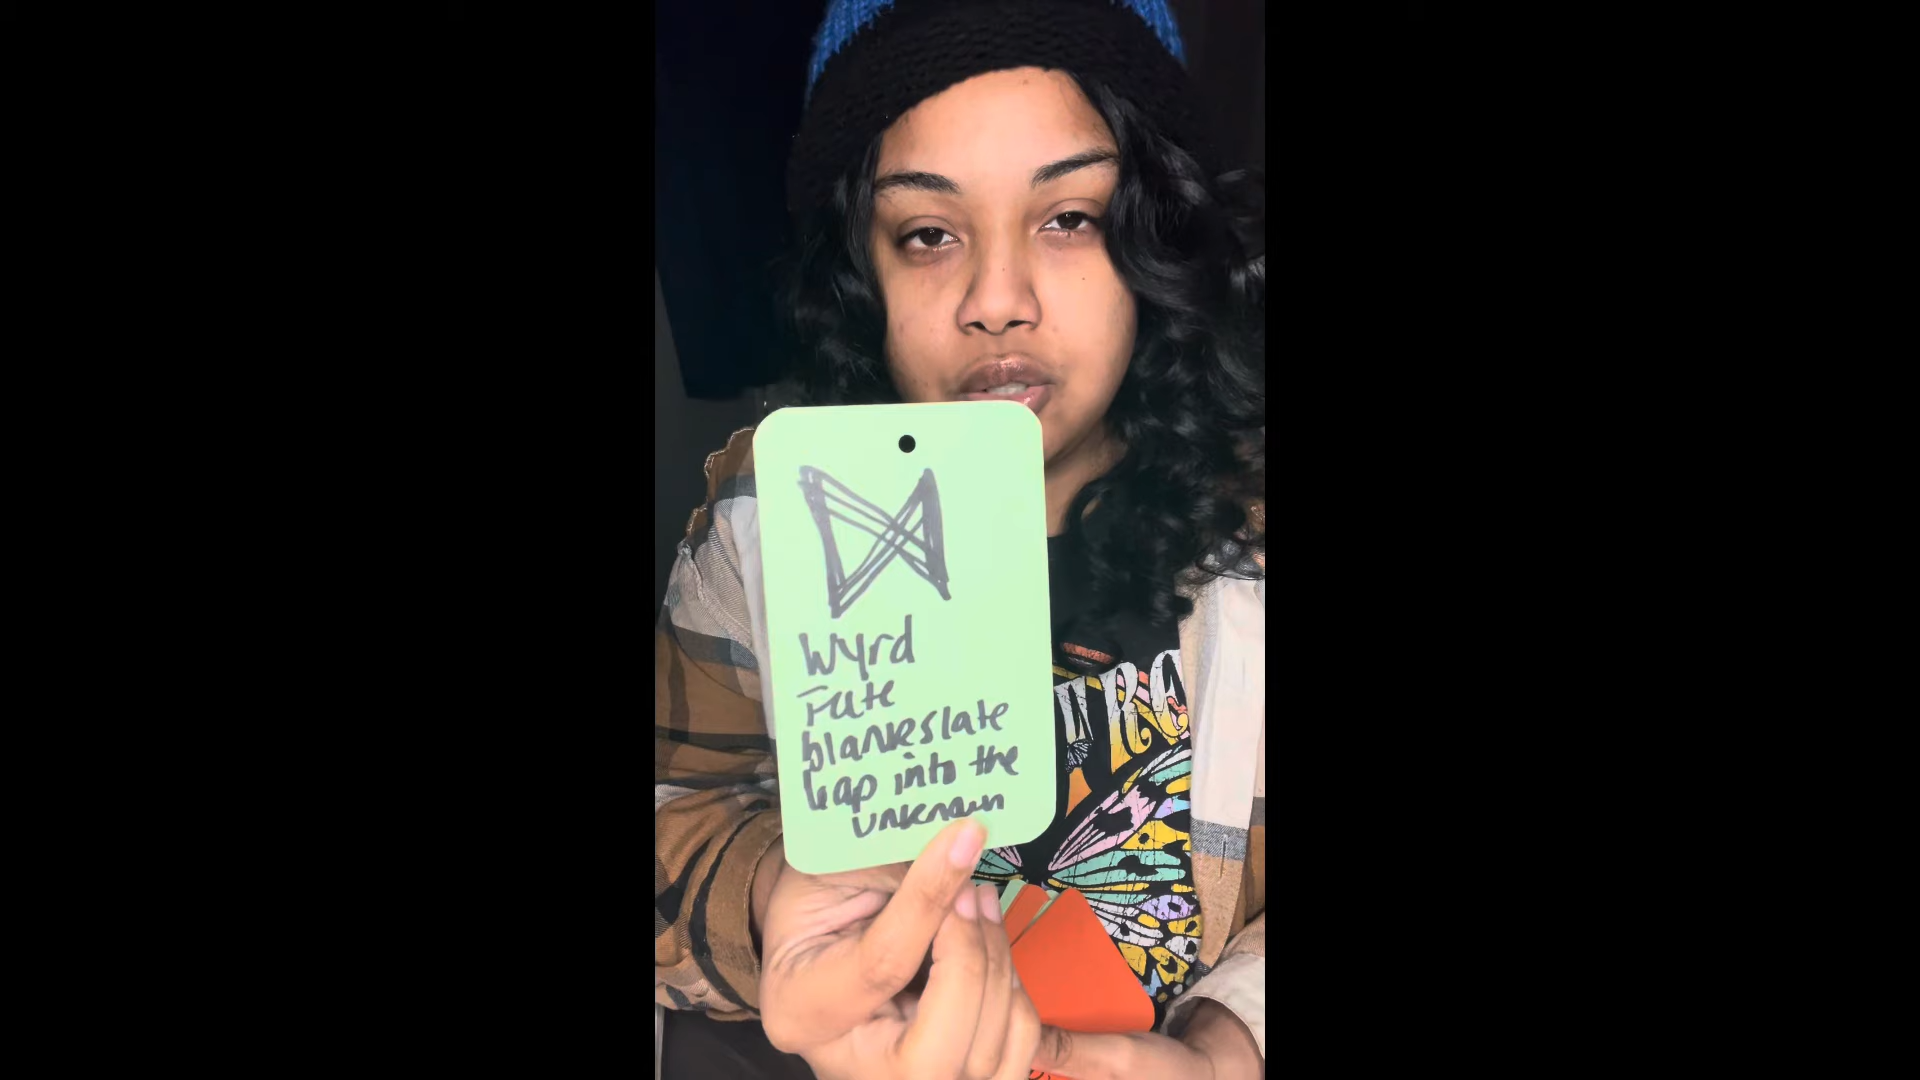 Wyrd
Fate
blankslate
leap into the
unknown